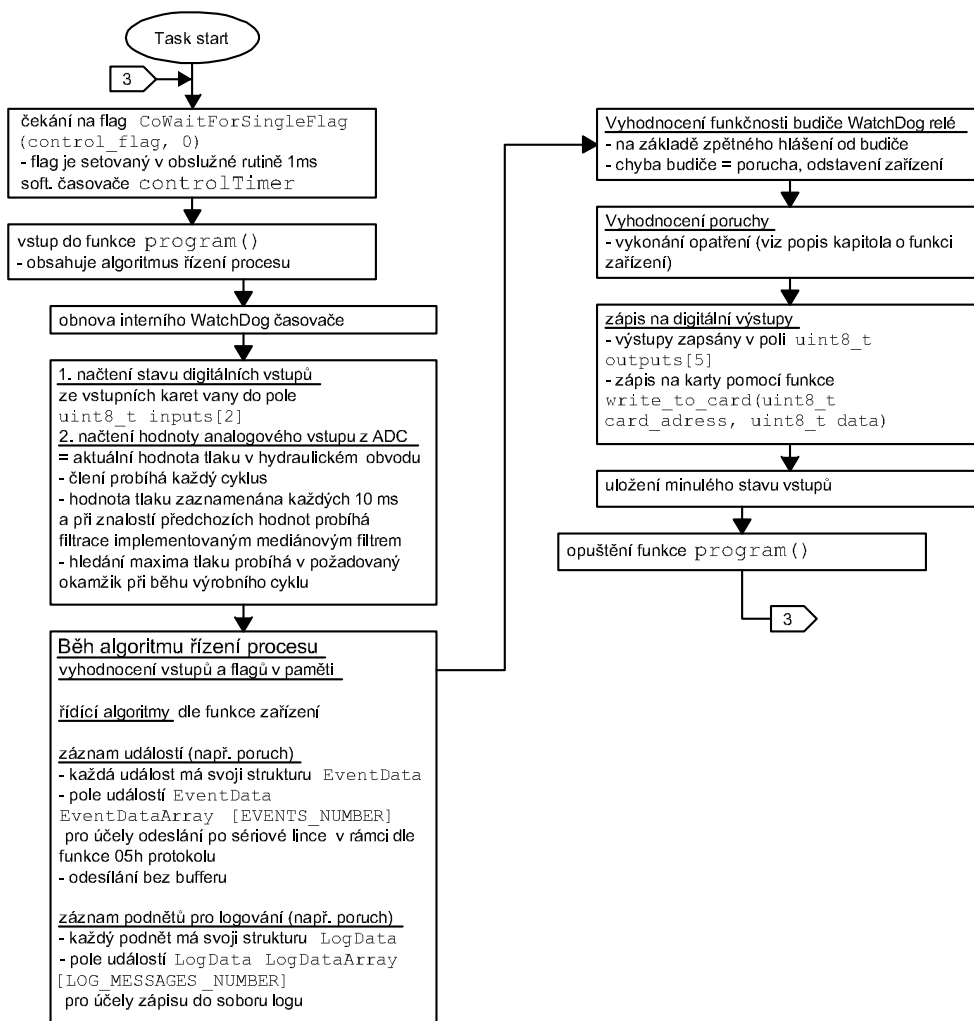 Task start
3
čekání na flag CoWaitForSingleFlag
(control_flag, 0)
- flag je setovaný v obslužné rutině 1ms
soft. časovače controlTimer
vstup do funkce program()
- obsahuje algoritmus řízení procesu
obnova interního WatchDog časovače
1. načtení stavu digitálních vstupů
ze vstupních karet vany do pole
uint8_t inputs[2]
2. načtení hodnoty analogového vstupu z ADC
= aktuální hodnota tlaku v hydraulickém obvodu
- člení probíhá každý cyklus
- hodnota tlaku zaznamenána každých 10 ms
a při znalostí předchozích hodnot probíhá
filtrace implementovaným mediánovým filtrem
- hledání maxima tlaku probíhá v požadovaný
okamžik při běhu výrobního cyklu
Běh algoritmu řízení procesu
vyhodnocení vstupů a flagů v paměti
řídící algoritmy dle funkce zařízení
záznam událostí (např. poruch)
- každá událost má svoji strukturu EventData
- pole událostí EventData
EventDataArray [EVENTS_NUMBER]
pro účely odeslání po sériové lince v rámci dle
funkce 05h protokolu
- odesílání bez bufferu
záznam podnětů pro logování (např. poruch)
- každý podnět má svoji strukturu LogData
- pole událostí LogData LogDataArray
[LOG_MESSAGES_NUMBER]
pro účely zápisu do soboru logu
Vyhodnocení funkčnosti budiče WatchDog relé
- na základě zpětného hlášení od budiče
- chyba budiče = porucha, odstavení zařízení
Vyhodnocení poruchy
- vykonání opatření (viz popis kapitola o funkci
zařízení)
zápis na digitální výstupy
- výstupy zapsány v poli uint8_t
outputs[5]
- zápis na karty pomocí funkce
write_to_card(uint8_t
card_adress, uint8_t data)
uložení minulého stavu vstupů
opuštění funkce program()
3